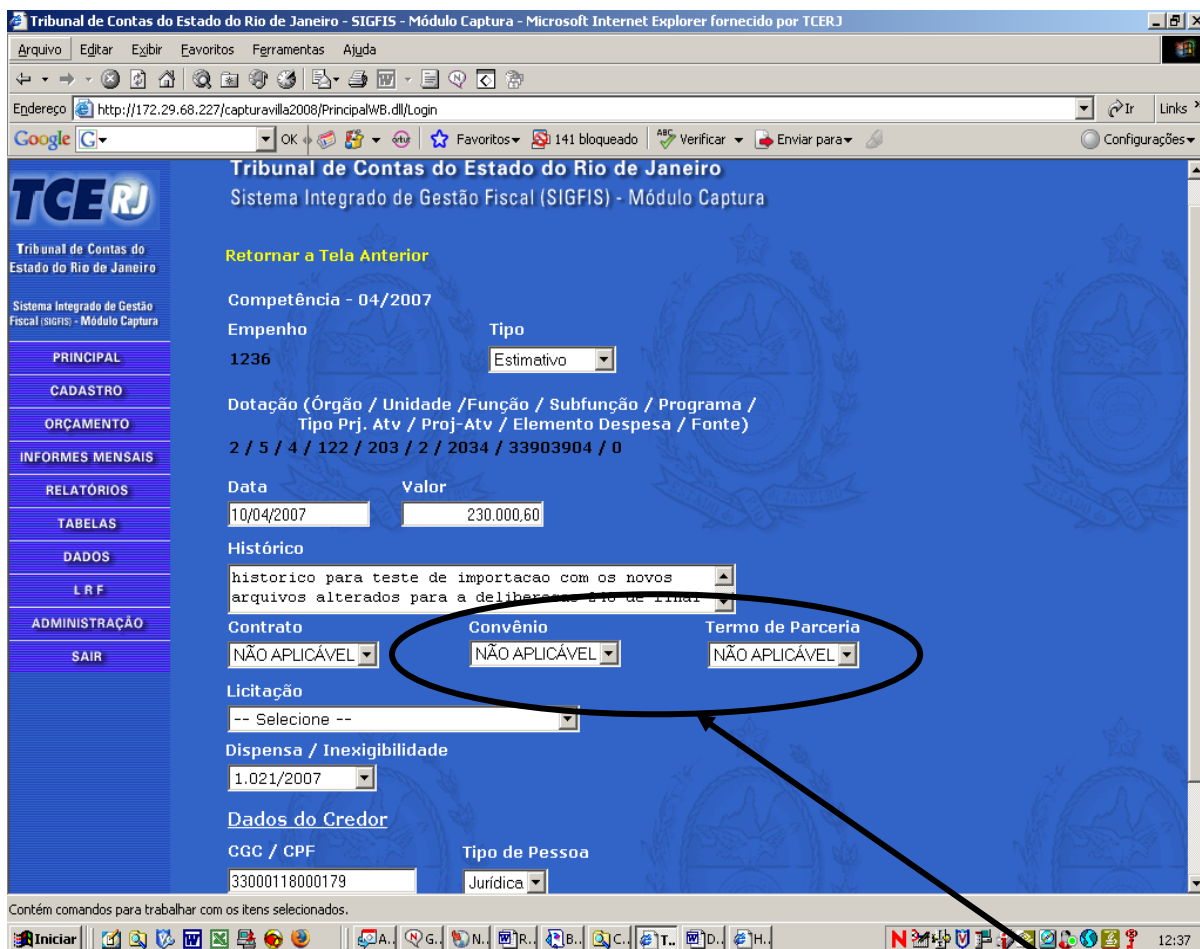 Tribunal de Contas do Estado do Rio de Janeiro - SIGFIS - Módulo Captura - Microsoft Internet Explorer fornecido por TCERJ
Arquivo Editar Exibir Favoritos Ferramentas Ajuda
Endereço http://172.29.68.227/capturavilla2008/PrincipalWB.dll/Login Ir Links
Google G OK Favoritos 141 bloqueado ABC Verificar Enviar para Configurações
TCE RJ
Tribunal de Contas do
Estado do Rio de Janeiro
Sistema Integrado de Gestão
Fiscal (SIGFIS) - Módulo Captura
PRINCIPAL
CADASTRO
ORÇAMENTO
INFORMES MENSAIS
RELATÓRIOS
TABELAS
DADOS
L R F
ADMINISTRAÇÃO
SAIR
Tribunal de Contas do Estado do Rio de Janeiro
Sistema Integrado de Gestão Fiscal (SIGFIS) - Módulo Captura
Retornar a Tela Anterior
Competência - 04/2007
Empenho Tipo
1236 Estimativo
Dotação (Órgão / Unidade /Função / Subfunção / Programa /
Tipo Prj. Atv / Proj-Atv / Elemento Despesa / Fonte)
2 / 5 / 4 / 122 / 203 / 2 / 2034 / 33903904 / 0
Data Valor
10/04/2007 230.000,60
Histórico
historico para teste de importacao com os novos
arquivos alterados para a
Contrato Convênio Termo de Parceria
NÃO APLICÁVEL NÃO APLICÁVEL NÃO APLICÁVEL
Licitação
-- Selecione --
Dispensa / Inexigibilidade
1.021/2007
Dados do Credor
CGC / CPF Tipo de Pessoa
33000118000179 Jurídica
Contém comandos para trabalhar com os itens selecionados.
Iniciar A.. G.. N.. R.. B.. C.. T.. D.. H.. 12:37